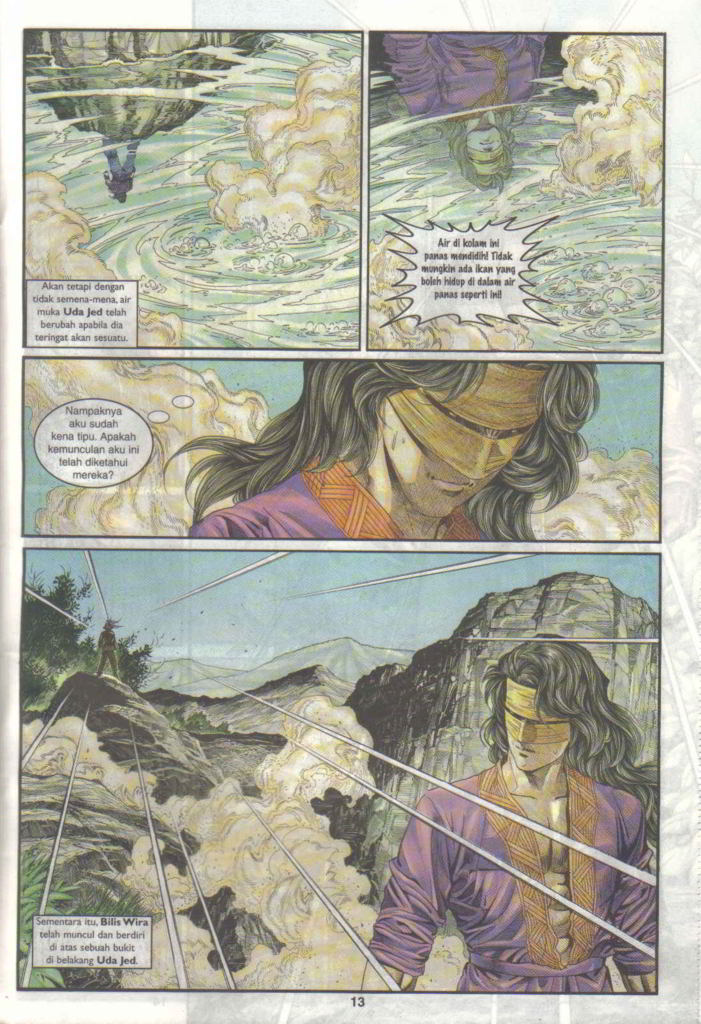 Akan tetapi dengan
tidak semena-mena, air
muka Uda Jed telah
berubah apabila dia
teringat akan sesuatu.
Air di kolam ini
panas mendidih! Tidak
mungkin ada ikan yang
boleh hidup di dalam air
panas seperti ini!
Nampaknya
aku sudah
kena tipu. Apakah
kemunculan aku ini
telah diketahui
mereka?
Sementara itu, Bilis Wira
telah muncul dan berdiri
di atas sebuah bukit
di belakang Uda Jed.
13